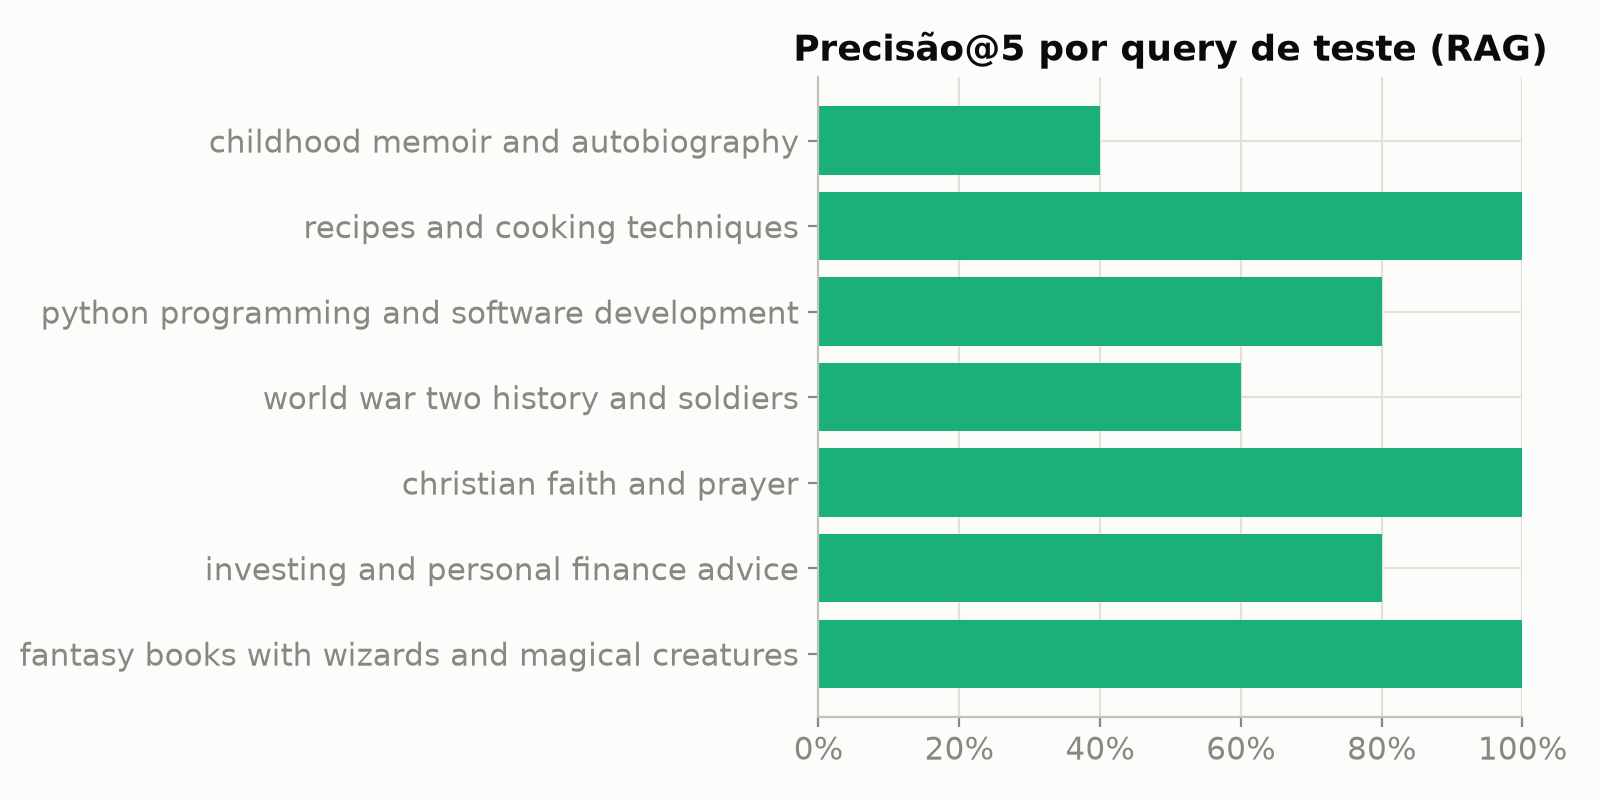 Precisão@5 por query de teste (RAG)
childhood memoir and autobiography
recipes and cooking techniques
python programming and software development
world war two history and soldiers
christian faith and prayer
investing and personal finance advice
fantasy books with wizards and magical creatures
0% 20% 40% 60% 80% 100%